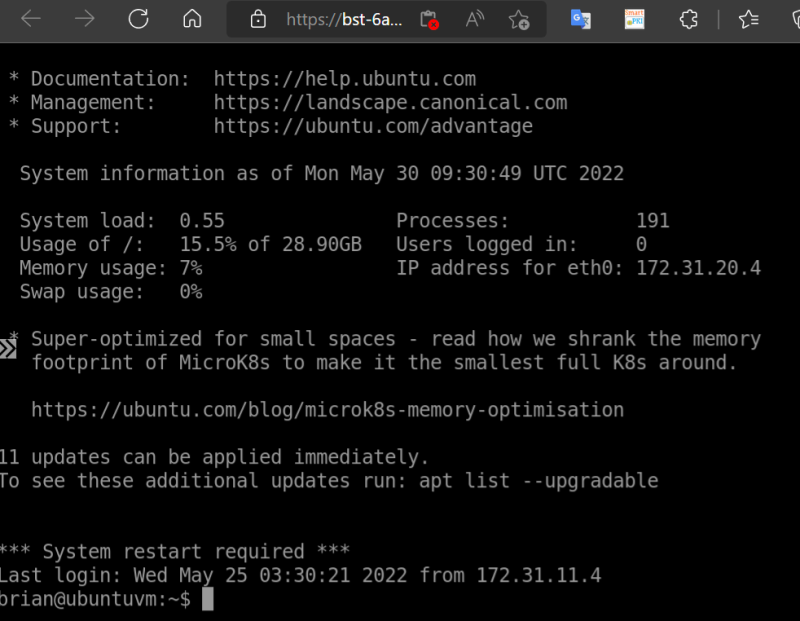 https://bst-6a...
* Documentation:  https://help.ubuntu.com
* Management:     https://landscape.canonical.com
* Support:        https://ubuntu.com/advantage
System information as of Mon May 30 09:30:49 UTC 2022
System load:  0.55               Processes:           191
Usage of /:   15.5% of 28.90GB   Users logged in:     0
Memory usage: 7%                 IP address for eth0: 172.31.20.4
Swap usage:   0%
* Super-optimized for small spaces - read how we shrank the memory
footprint of MicroK8s to make it the smallest full K8s around.
https://ubuntu.com/blog/microk8s-memory-optimisation
11 updates can be applied immediately.
To see these additional updates run: apt list --upgradable
*** System restart required ***
Last login: Wed May 25 03:30:21 2022 from 172.31.11.4
brian@ubuntuvm:~$